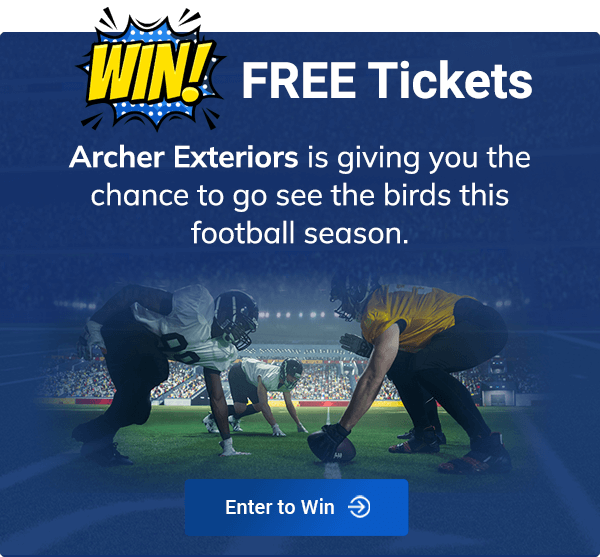 WIN! FREE Tickets
Archer Exteriors is giving you the
chance to go see the birds this
football season.
Enter to Win